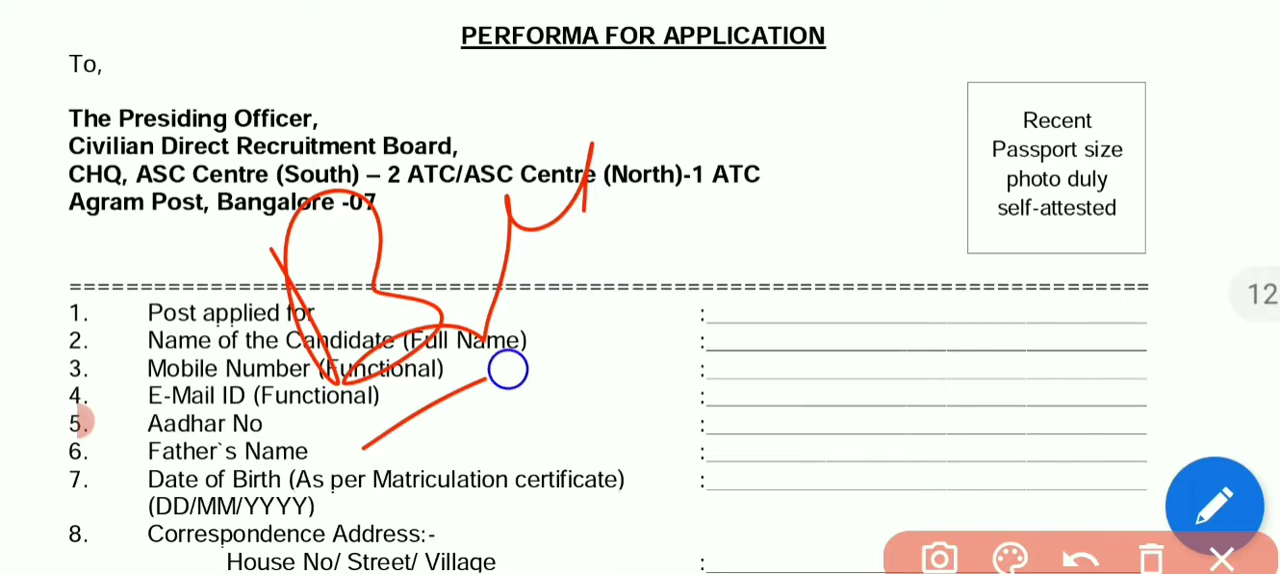 PERFORMA FOR APPLICATION
To,
The Presiding Officer,
Civilian Direct Recruitment Board,
CHQ, ASC Centre (South) – 2 ATC/ASC Centre (North)-1 ATC
Agram Post, Bangalore -07
Recent
Passport size
photo duly
self-attested
12
1. Post applied for :
2. Name of the Candidate (Full Name) :
3. Mobile Number (Functional) :
4. E-Mail ID (Functional) :
5. Aadhar No :
6. Father`s Name :
7. Date of Birth (As per Matriculation certificate) :
(DD/MM/YYYY)
8. Correspondence Address:-
House No/ Street/ Village :